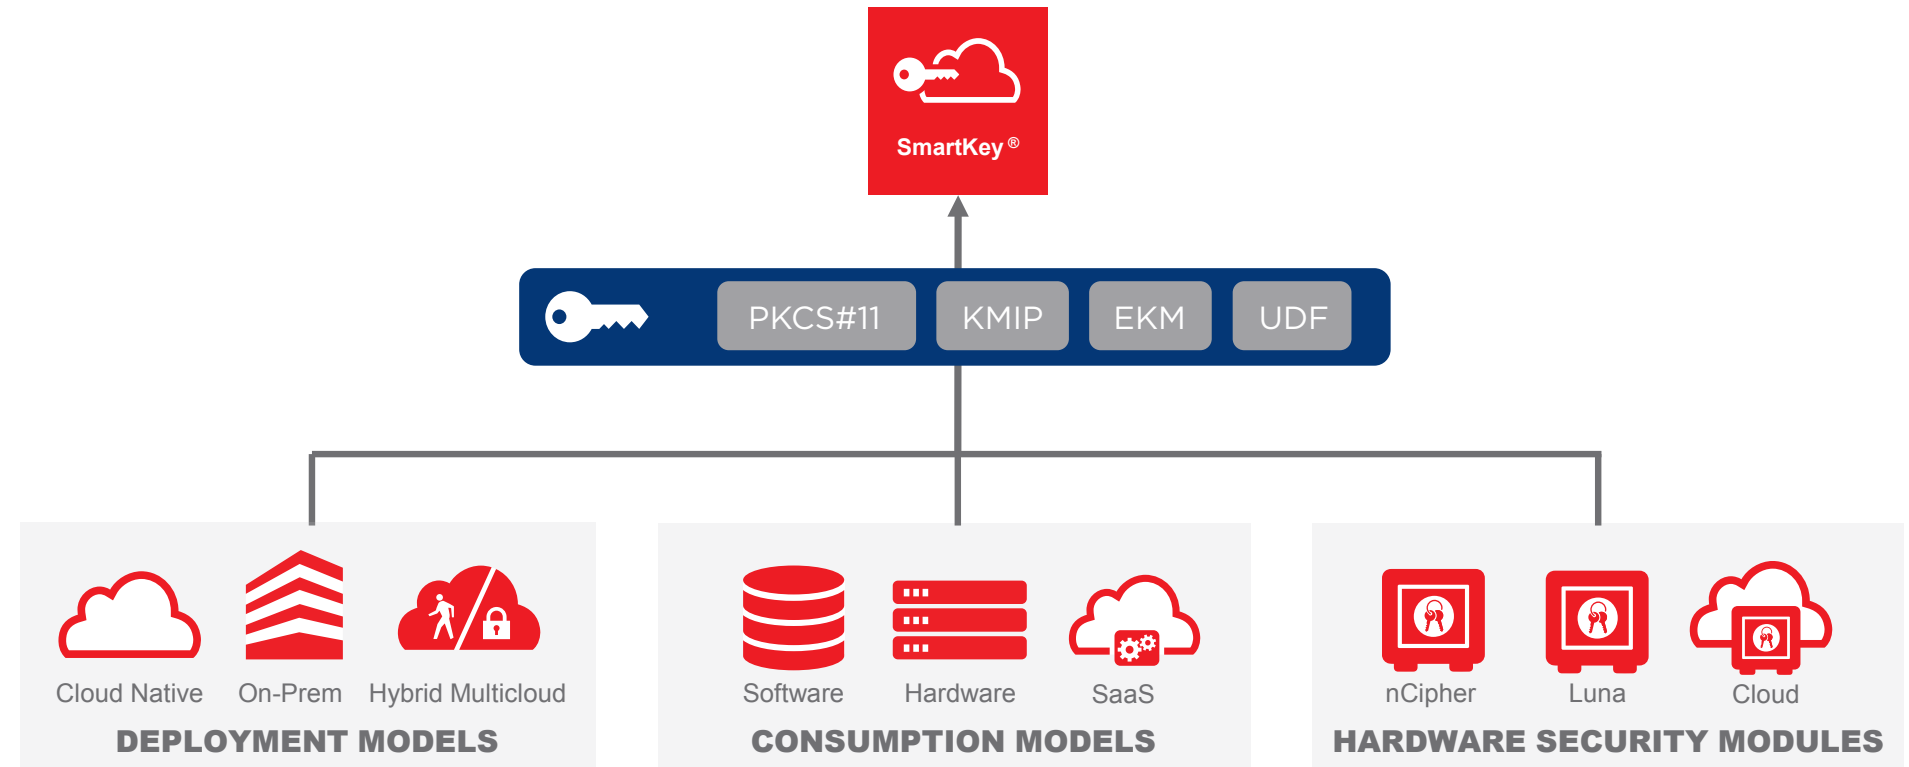 SmartKey ®
PKCS#11 KMIP EKM UDF
Cloud Native On-Prem Hybrid Multicloud
DEPLOYMENT MODELS
Software Hardware SaaS
CONSUMPTION MODELS
nCipher Luna Cloud
HARDWARE SECURITY MODULES